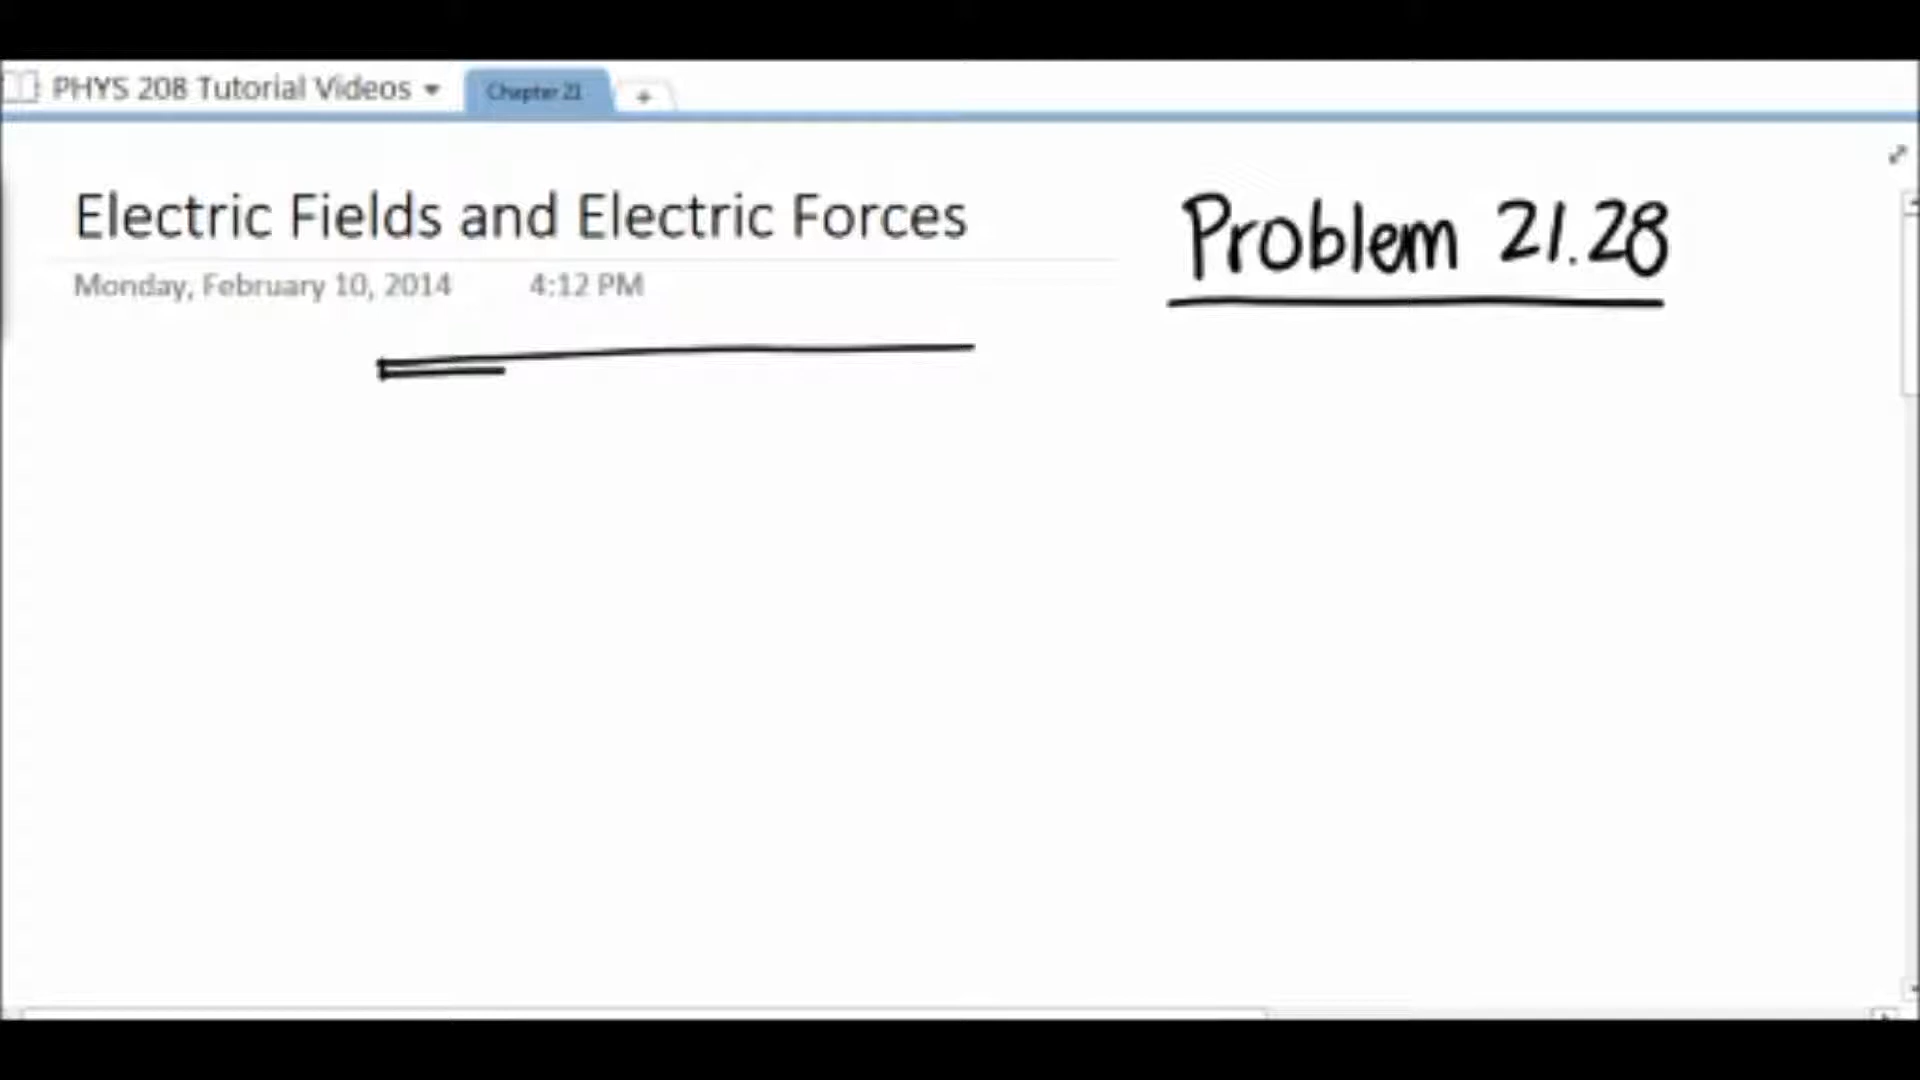 PHYS 208 Tutorial Videos
Chapter 21
+
Electric Fields and Electric Forces
Problem 21.28
Monday, February 10, 2014 4:12 PM